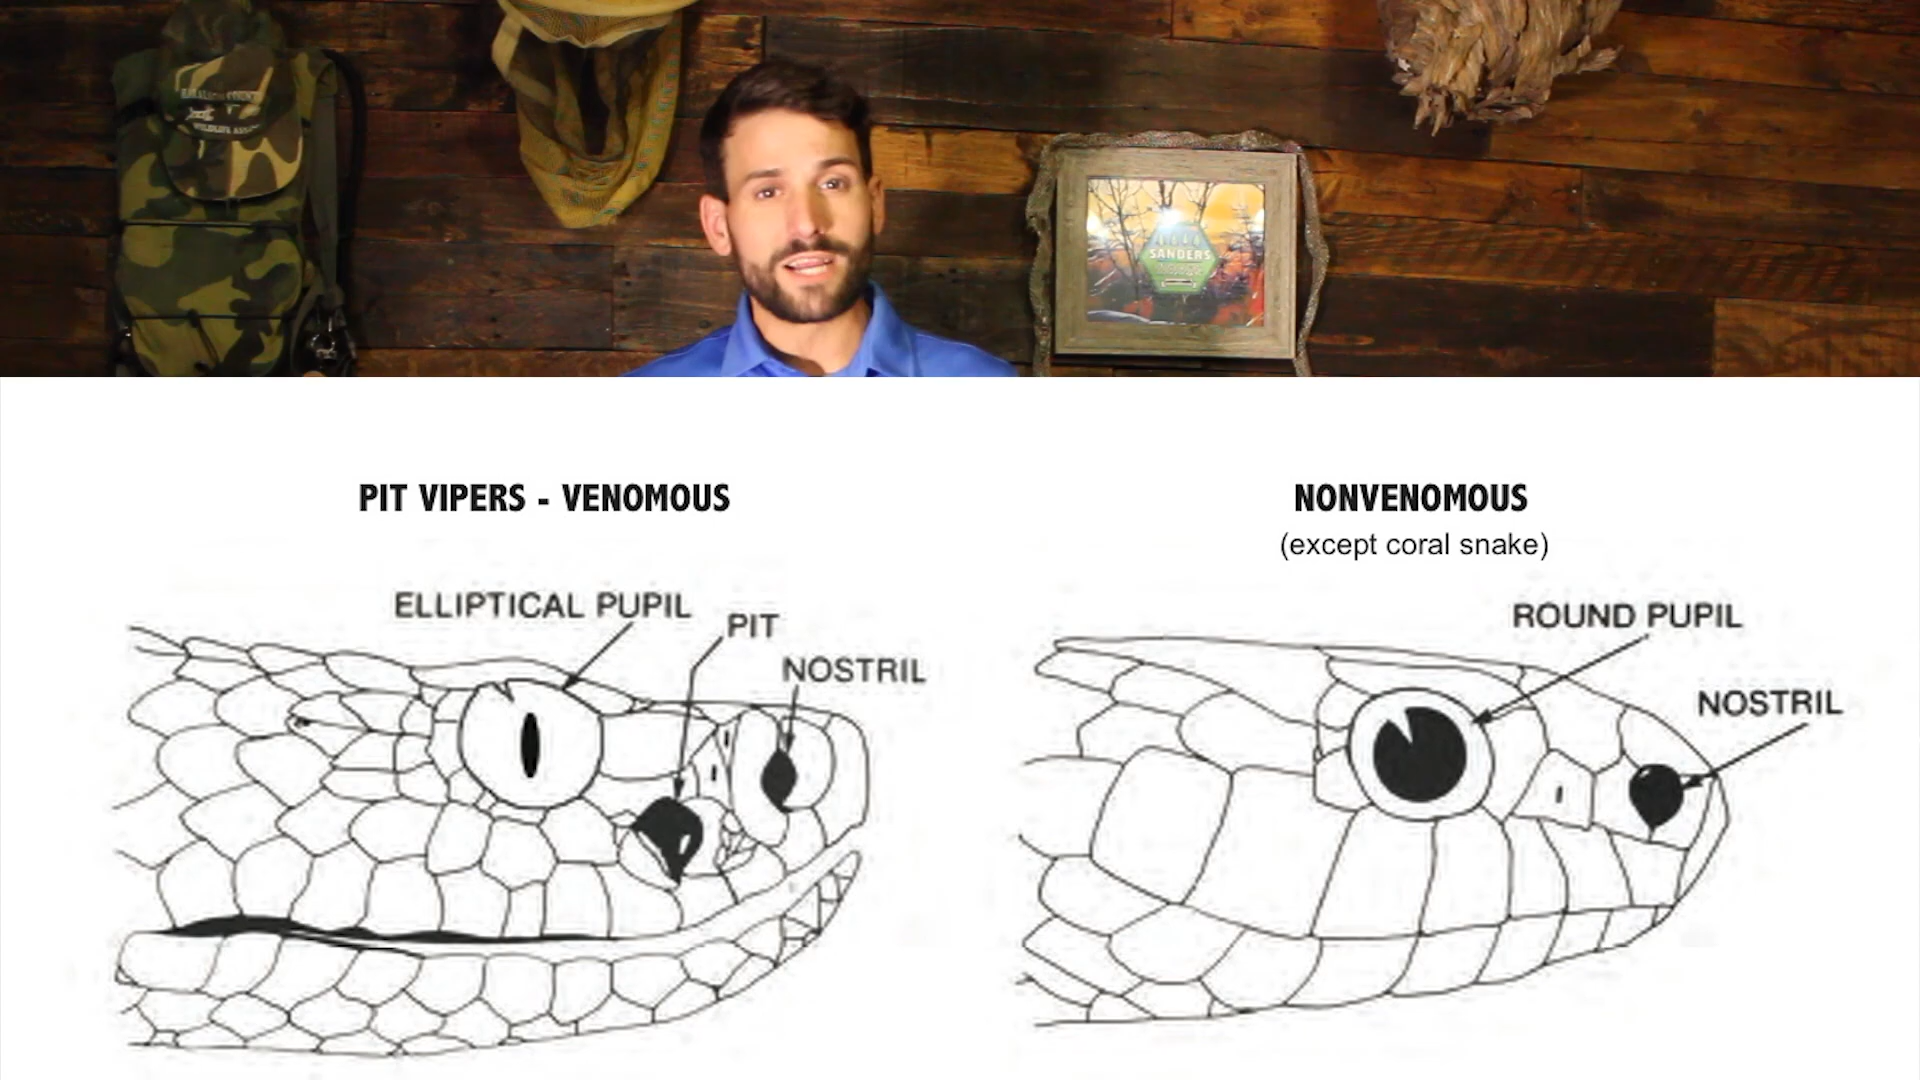 SANDERS
PIT VIPERS - VENOMOUS
NONVENOMOUS
(except coral snake)
ELLIPTICAL PUPIL
PIT
NOSTRIL
ROUND PUPIL
NOSTRIL